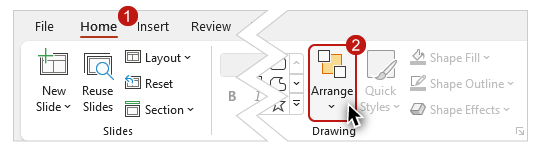 File Home 1 Insert Review
New Slide
Reuse Slides
Layout
Reset
Section
Slides
B I
Arrange
2
Quick Styles
Shape Fill
Shape Outline
Shape Effects
Drawing